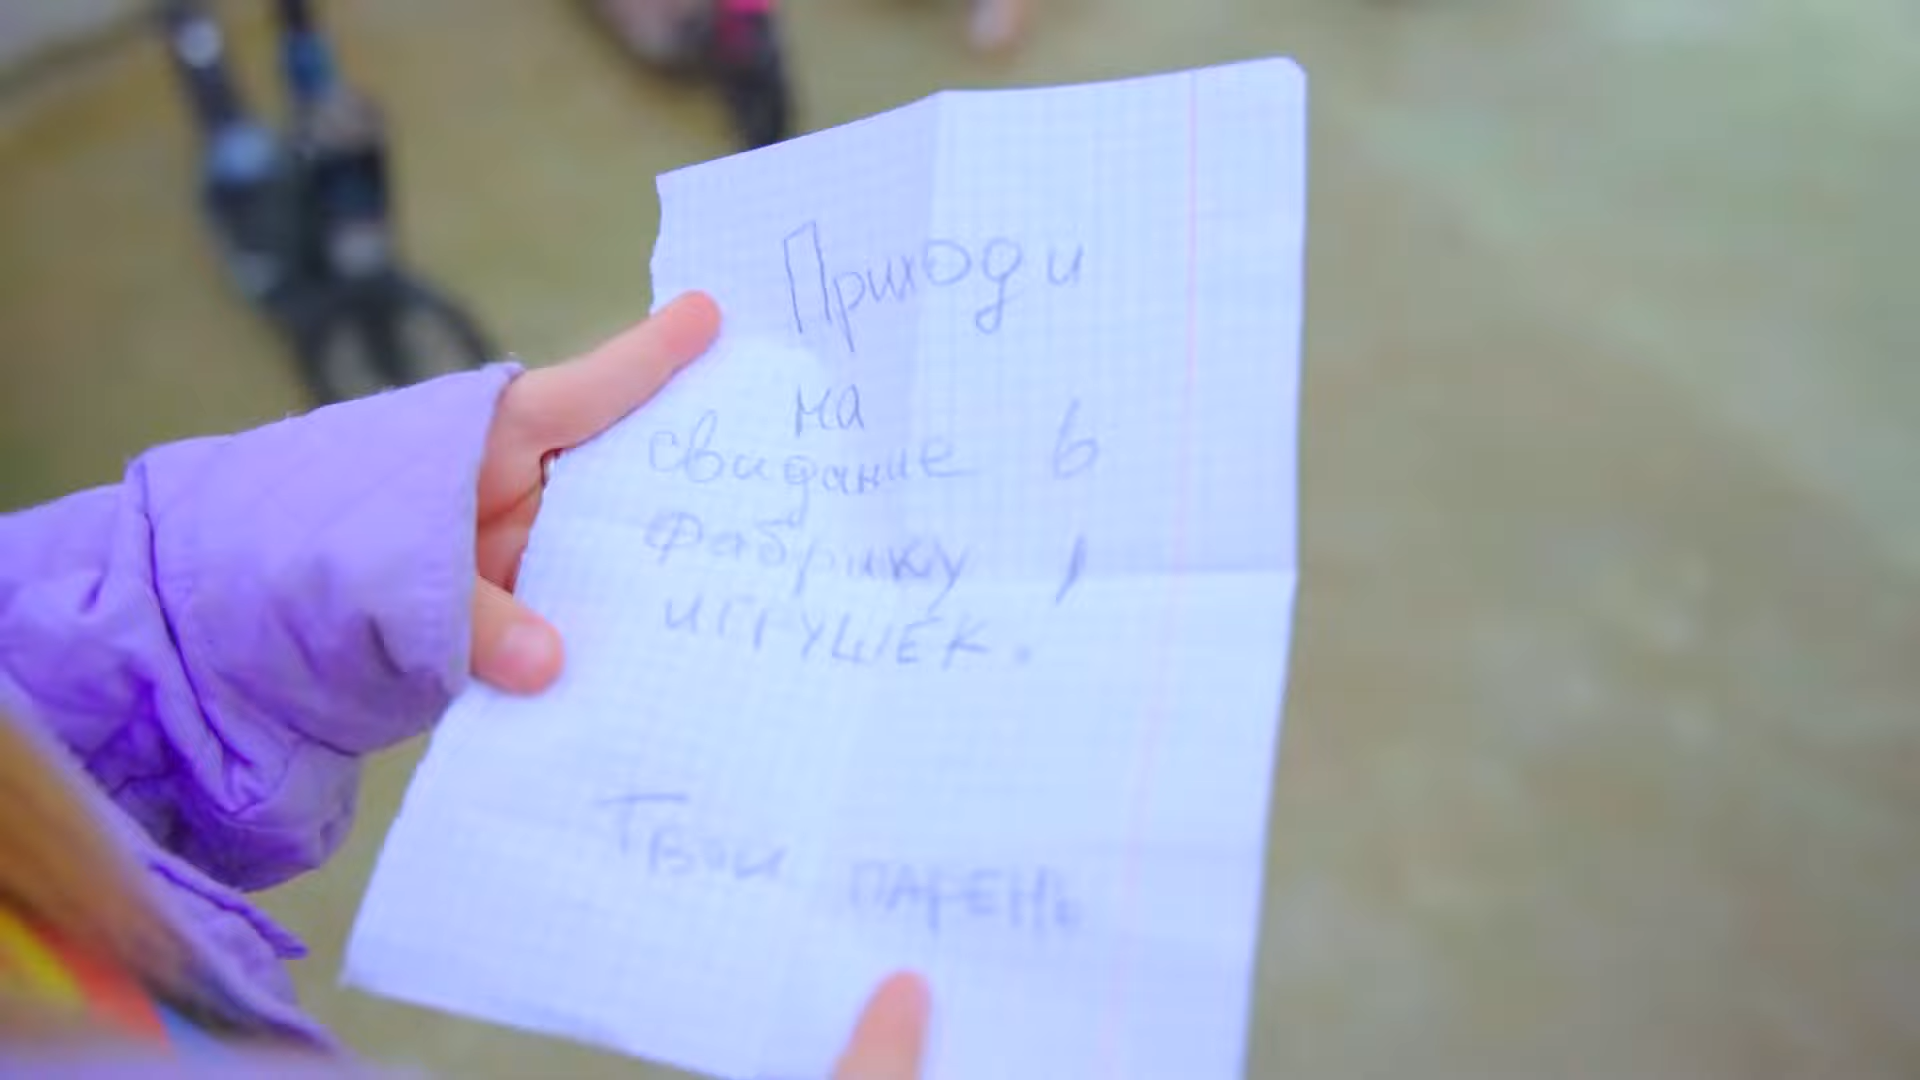 Приходи
на
свидание в
фабрику ,
игрушек.
Твой ПАРЕНЬ